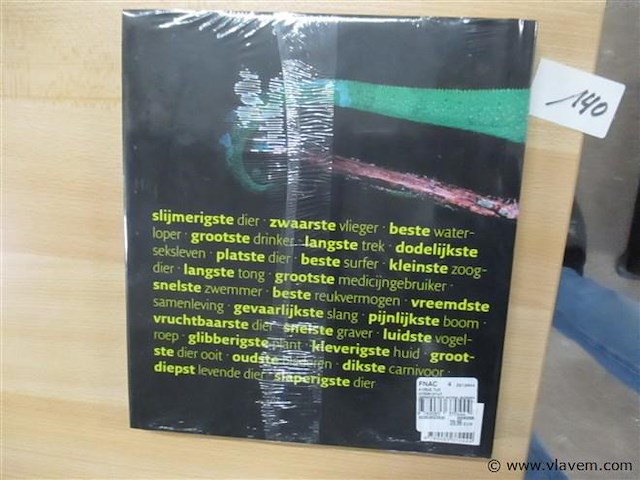 140
slijmerigste dier · zwaarste vlieger · beste water-
loper · grootste drinker · langste trek · dodelijkste
seksleven · platste dier · beste surfer · kleinste zoog-
dier · langste tong · grootste medicijngebruiker ·
snelste zwemmer · beste reukvermogen · vreemdste
samenleving · gevaarlijkste slang · pijnlijkste boom ·
vruchtbaarste dier · snelste graver · luidste vogel-
roep · glibberigste plant · kleverigste huid · groot-
ste dier ooit · oudste kinderen · dikste carnivoor ·
diepst levende dier · slaperigste dier
FNAC 4
© www.vlavem.com